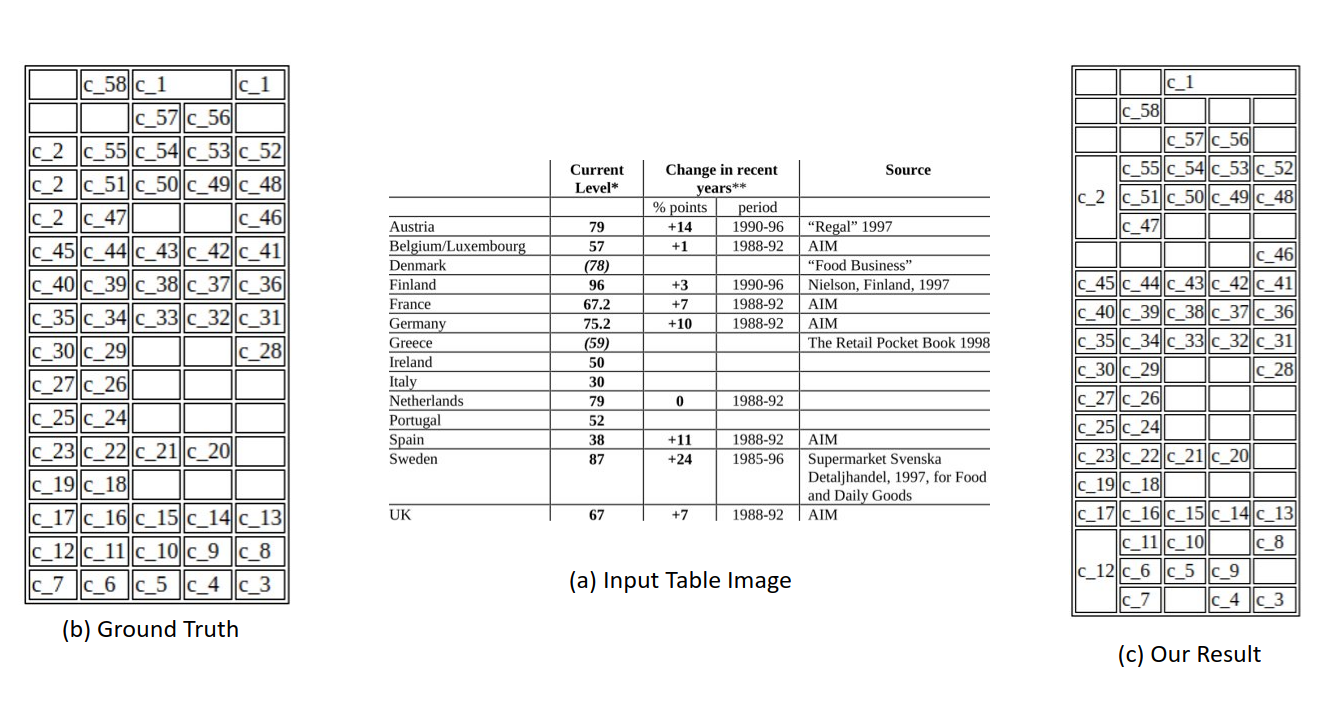 c_58 c_1 c_1
c_57 c_56
c_2 c_55 c_54 c_53 c_52
c_2 c_51 c_50 c_49 c_48
c_2 c_47 c_46
c_45 c_44 c_43 c_42 c_41
c_40 c_39 c_38 c_37 c_36
c_35 c_34 c_33 c_32 c_31
c_30 c_29 c_28
c_27 c_26
c_25 c_24
c_23 c_22 c_21 c_20
c_19 c_18
c_17 c_16 c_15 c_14 c_13
c_12 c_11 c_10 c_9 c_8
c_7 c_6 c_5 c_4 c_3
(b) Ground Truth
Current Change in recent Source
Level* years**
% points period
Austria 79 +14 1990-96 “Regal” 1997
Belgium/Luxembourg 57 +1 1988-92 AIM
Denmark (78) “Food Business”
Finland 96 +3 1990-96 Nielson, Finland, 1997
France 67.2 +7 1988-92 AIM
Germany 75.2 +10 1988-92 AIM
Greece (59) The Retail Pocket Book 1998
Ireland 50
Italy 30
Netherlands 79 0 1988-92
Portugal 52
Spain 38 +11 1988-92 AIM
Sweden 87 +24 1985-96 Supermarket Svenska
Detaljhandel, 1997, for Food
and Daily Goods
UK 67 +7 1988-92 AIM
(a) Input Table Image
c_1
c_58
c_57 c_56
c_55 c_54 c_53 c_52
c_2 c_51 c_50 c_49 c_48
c_47
c_46
c_45 c_44 c_43 c_42 c_41
c_40 c_39 c_38 c_37 c_36
c_35 c_34 c_33 c_32 c_31
c_30 c_29 c_28
c_27 c_26
c_25 c_24
c_23 c_22 c_21 c_20
c_19 c_18
c_17 c_16 c_15 c_14 c_13
c_11 c_10 c_8
c_12 c_6 c_5 c_9
c_7 c_4 c_3
(c) Our Result